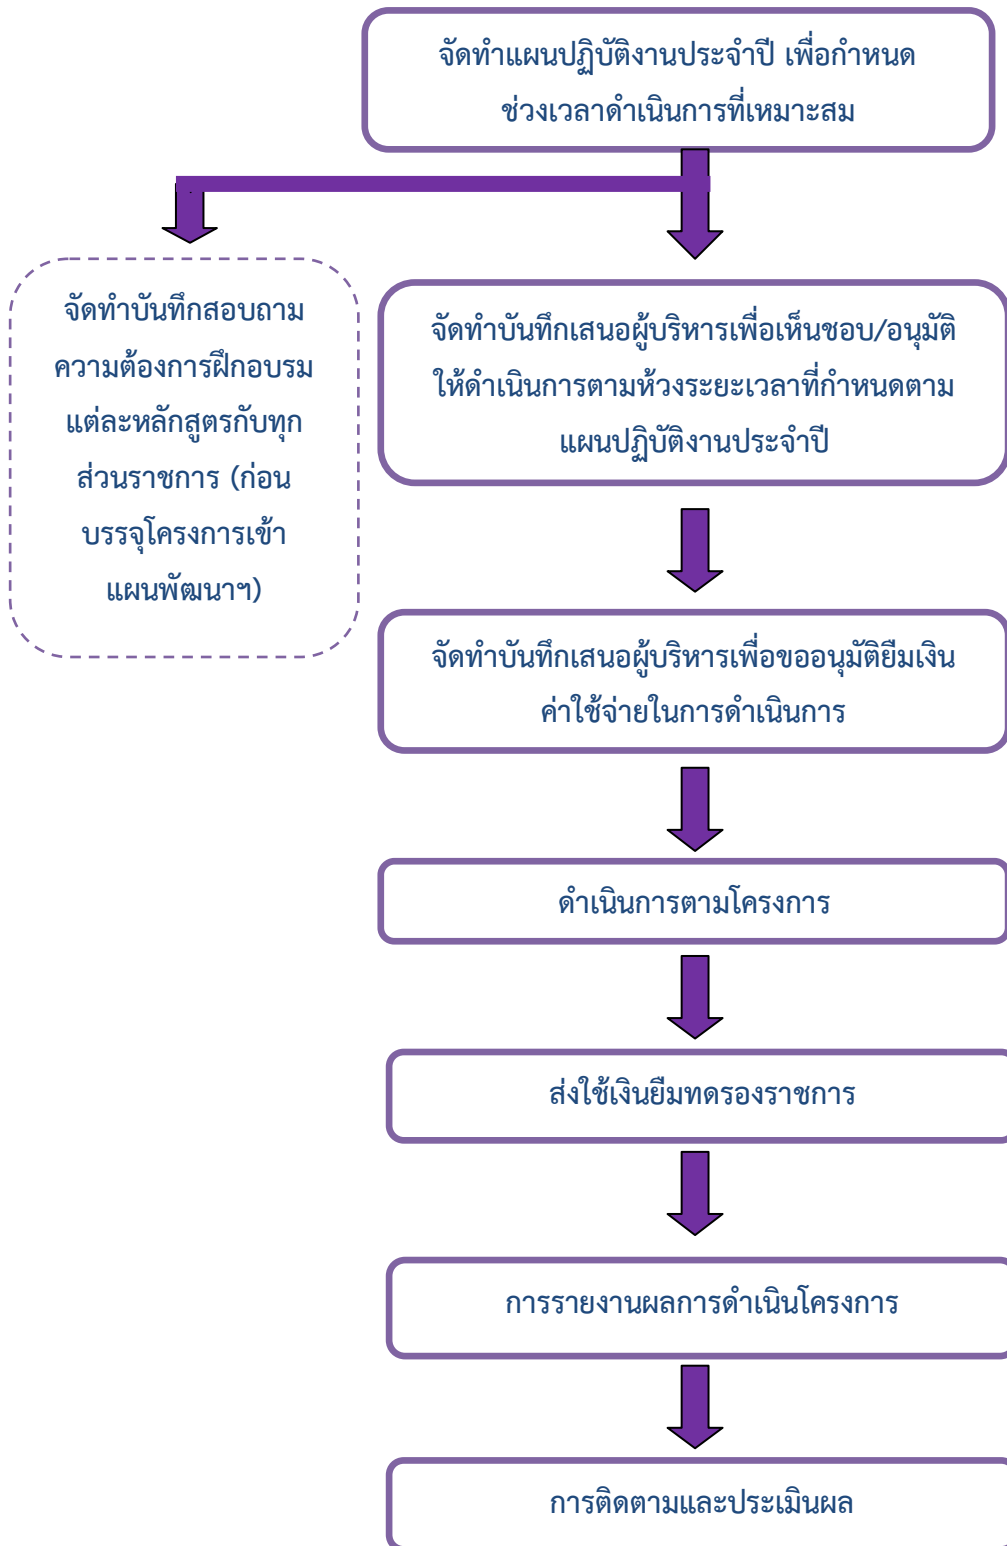 จัดทำแผนปฏิบัติงานประจำปี เพื่อกำหนด
ช่วงเวลาดำเนินการที่เหมาะสม
จัดทำบันทึกสอบถาม
ความต้องการฝึกอบรม
แต่ละหลักสูตรกับทุก
ส่วนราชการ (ก่อน
บรรจุโครงการเข้า
แผนพัฒนาฯ)
จัดทำบันทึกเสนอผู้บริหารเพื่อเห็นชอบ/อนุมัติ
ให้ดำเนินการตามห้วงระยะเวลาที่กำหนดตาม
แผนปฏิบัติงานประจำปี
จัดทำบันทึกเสนอผู้บริหารเพื่อขออนุมัติยืมเงิน
ค่าใช้จ่ายในการดำเนินการ
ดำเนินการตามโครงการ
ส่งใช้เงินยืมทดรองราชการ
การรายงานผลการดำเนินโครงการ
การติดตามและประเมินผล